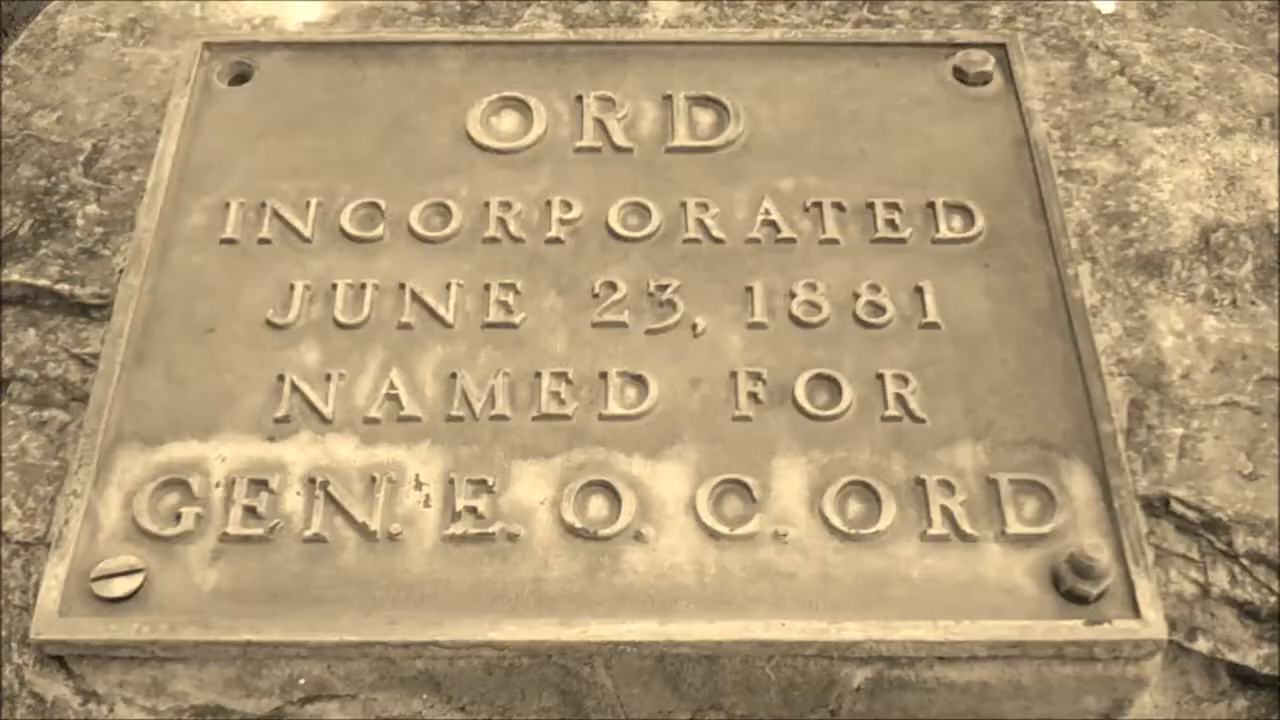 ORD
INCORPORATED
JUNE 23, 1881
NAMED FOR
GEN. E. O. C. ORD